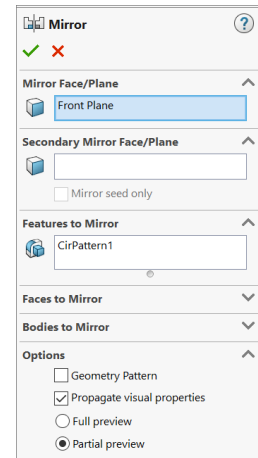 Mirror
?
Mirror Face/Plane
Front Plane
Secondary Mirror Face/Plane
Mirror seed only
Features to Mirror
CirPattern1
Faces to Mirror
Bodies to Mirror
Options
Geometry Pattern
Propagate visual properties
Full preview
Partial preview